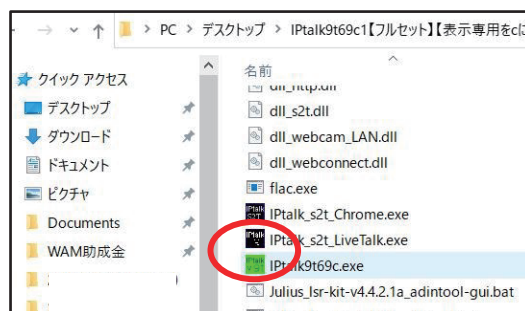 PC > デスクトップ > IPtalk9t69c1【フルセット】【表示専用をcに
クイック アクセス
デスクトップ
ダウンロード
ドキュメント
ピクチャ
Documents
WAM助成金
名前
dll_http.dll
dll_s2t.dll
dll_webcam_LAN.dll
dll_webconnect.dll
flac.exe
IPtalk_s2t_Chrome.exe
IPtalk_s2t_LiveTalk.exe
IPtalk9t69c.exe
Julius_lsr-kit-v4.4.2.1a_adintool-gui.bat